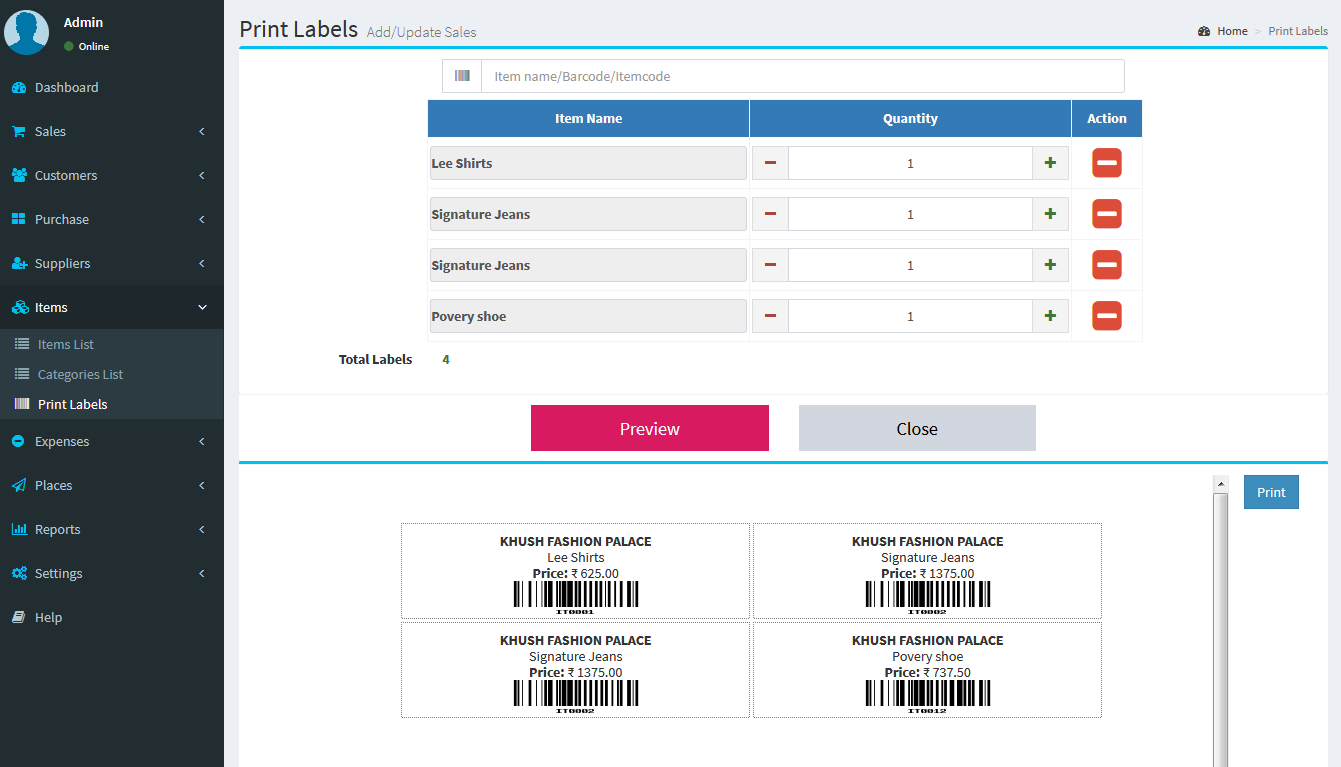 Admin
Online
Dashboard
Sales
Customers
Purchase
Suppliers
Items
Items List
Categories List
Print Labels
Expenses
Places
Reports
Settings
Help
Print Labels Add/Update Sales
Home > Print Labels
Item name/Barcode/Itemcode
Item Name Quantity Action
Lee Shirts 1
Signature Jeans 1
Signature Jeans 1
Povery shoe 1
Total Labels 4
Preview Close
Print
KHUSH FASHION PALACE
Lee Shirts
Price: ₹ 625.00
IT0001
KHUSH FASHION PALACE
Signature Jeans
Price: ₹ 1375.00
IT0002
KHUSH FASHION PALACE
Signature Jeans
Price: ₹ 1375.00
IT0002
KHUSH FASHION PALACE
Povery shoe
Price: ₹ 737.50
IT0012